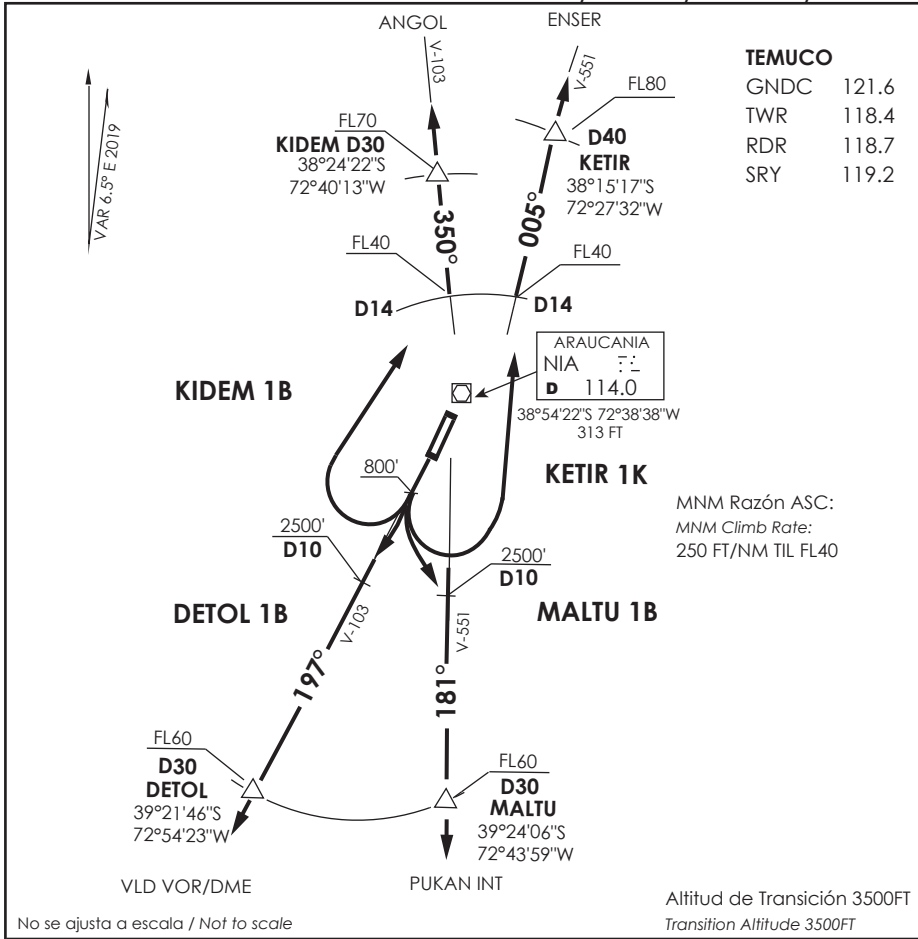 ANGOL
ENSER
V-103
V-551
TEMUCO
GNDC 121.6
TWR 118.4
RDR 118.7
SRY 119.2
VAR 6.5° E 2019
FL70
KIDEM D30
38°24'22"S
72°40'13"W
FL80
D40
KETIR
38°15'17"S
72°27'32"W
350°
005°
FL40
FL40
D14
D14
ARAUCANIA
NIA
D 114.0
38°54'22"S 72°38'38"W
313 FT
KIDEM 1B
KETIR 1K
800'
MNM Razón ASC:
MNM Climb Rate:
250 FT/NM TIL FL40
2500'
D10
2500'
D10
DETOL 1B
MALTU 1B
V-103
V-551
197°
181°
FL60
D30
DETOL
39°21'46"S
72°54'23"W
FL60
D30
MALTU
39°24'06"S
72°43'59"W
VLD VOR/DME
PUKAN INT
Altitud de Transición 3500FT
Transition Altitude 3500FT
No se ajusta a escala / Not to scale